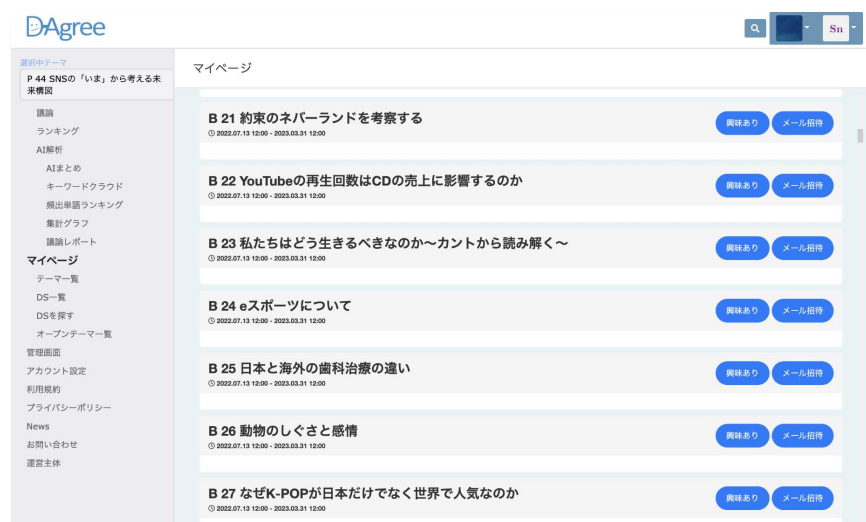 D-Agree
Sn
選択中テーマ
P 44 SNSの「いま」から考える未
来構図
議論
ランキング
AI解析
AIまとめ
キーワードクラウド
頻出単語ランキング
集計グラフ
議論レポート
マイページ
テーマ一覧
DS一覧
DSを探す
オープンテーマ一覧
管理画面
アカウント設定
利用規約
プライバシーポリシー
News
お問い合わせ
運営主体
マイページ
B 21 約束のネバーランドを考察する
2022.07.13 12:00 - 2023.03.31 12:00
興味あり メール招待
B 22 YouTubeの再生回数はCDの売上に影響するのか
2022.07.13 12:00 - 2023.03.31 12:00
興味あり メール招待
B 23 私たちはどう生きるべきなのか〜カントから読み解く〜
2022.07.13 12:00 - 2023.03.31 12:00
興味あり メール招待
B 24 eスポーツについて
2022.07.13 12:00 - 2023.03.31 12:00
興味あり メール招待
B 25 日本と海外の歯科治療の違い
2022.07.13 12:00 - 2023.03.31 12:00
興味あり メール招待
B 26 動物のしぐさと感情
2022.07.13 12:00 - 2023.03.31 12:00
興味あり メール招待
B 27 なぜK-POPが日本だけでなく世界で人気なのか
2022.07.13 12:00 - 2023.03.31 12:00
興味あり メール招待